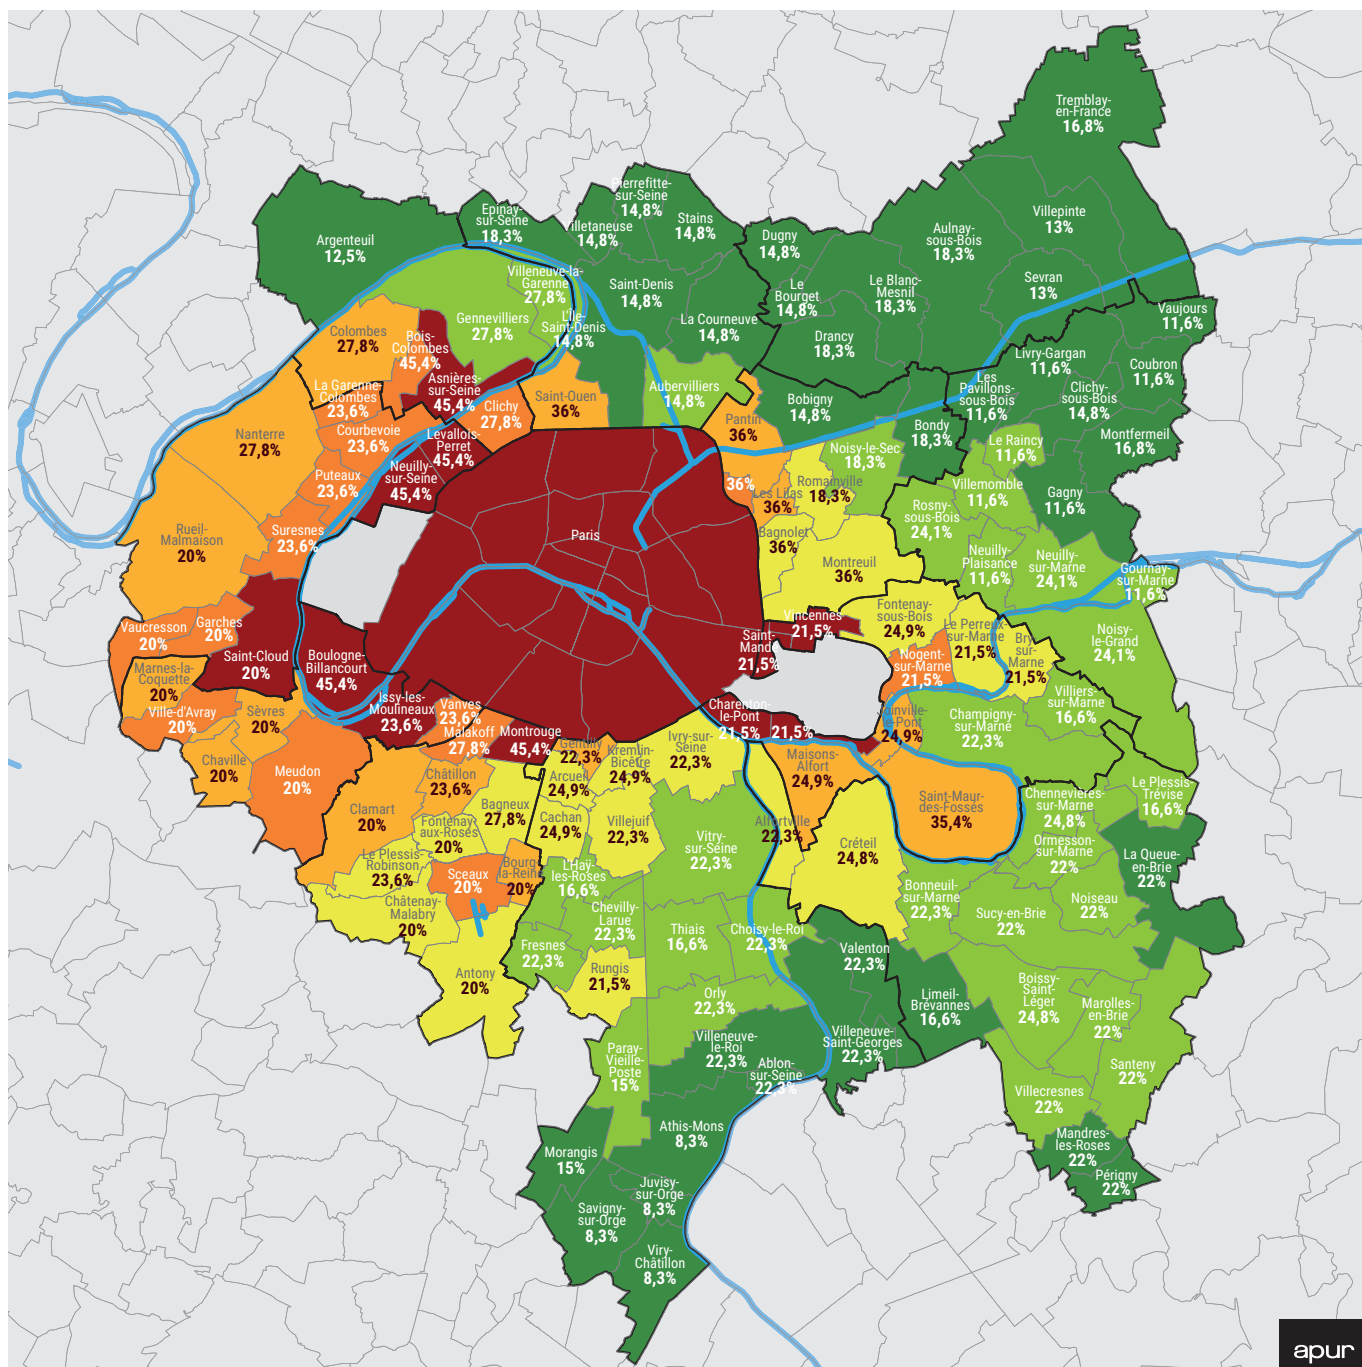 Tremblay-
en-France
16,8%
Pierrefitte-
sur-Seine
14,8%
Epinay-
sur-Seine
18,3%
Villetaneuse
14,8%
Stains
14,8%
Villepinte
13%
Aulnay-
sous-Bois
18,3%
Dugny
14,8%
Argenteuil
12,5%
Villeneuve-la-
Garenne
27,8%
Saint-Denis
14,8%
Le
Bourget
14,8%
Le Blanc-
Mesnil
18,3%
Sevran
13%
Vaujours
11,6%
Gennevilliers
27,8%
L'Île-
Saint-Denis
14,8%
La Courneuve
14,8%
Drancy
18,3%
Colombes
27,8%
Bois-
Colombes
45,4%
Livry-Gargan
11,6%
Coubron
11,6%
Asnières-
sur-Seine
45,4%
La Garenne-
Colombes
23,6%
Saint-Ouen
36%
Aubervilliers
14,8%
Bobigny
14,8%
Les
Pavillons-
sous-Bois
11,6%
Clichy-
sous-Bois
14,8%
Clichy
27,8%
Pantin
36%
Bondy
18,3%
Montfermeil
16,8%
Nanterre
27,8%
Courbevoie
23,6%
Levallois-
Perret
45,4%
Noisy-le-Sec
18,3%
Le Raincy
11,6%
Puteaux
23,6%
Neuilly-
sur-Seine
45,4%
36%
Les Lilas
36%
Romainville
18,3%
Villemomble
11,6%
Gagny
11,6%
Rosny-
sous-Bois
24,1%
Rueil-
Malmaison
20%
Suresnes
23,6%
Paris
Bagnolet
36%
Montreuil
36%
Neuilly-
Plaisance
11,6%
Neuilly-
sur-Marne
24,1%
Gournay-
sur-Marne
11,6%
Vaucresson
20%
Garches
20%
Vincennes
21,5%
Fontenay-
sous-Bois
24,9%
Le Perreux-
sur-Marne
21,5%
Noisy-
le-Grand
24,1%
Saint-
Mandé
21,5%
Bry-
sur-
Marne
21,5%
Marnes-la-
Coquette
20%
Saint-Cloud
20%
Boulogne-
Billancourt
45,4%
Nogent-
sur-Marne
21,5%
Ville-d'Avray
20%
Sèvres
20%
Issy-les-
Moulineaux
23,6%
Vanves
23,6%
Malakoff
27,8%
Montrouge
45,4%
Charenton-
le-Pont
21,5%
21,5%
Joinville-
le-Pont
24,9%
Champigny-
sur-Marne
22,3%
Villiers-
sur-Marne
16,6%
Chaville
20%
Meudon
20%
Gentilly
22,3%
Kremlin-
Bicêtre
24,9%
Ivry-sur-
Seine
22,3%
Maisons-
Alfort
24,9%
Châtillon
23,6%
Arcueil
24,9%
Le Plessis-
Trévise
16,6%
Clamart
20%
Bagneux
27,8%
Cachan
24,9%
Villejuif
22,3%
Vitry-
sur-Seine
22,3%
Alfortville
22,3%
Saint-Maur-
des-Fossés
35,4%
Chennevières-
sur-Marne
24,8%
Fontenay-
aux-Roses
20%
Créteil
24,8%
Ormesson-
sur-Marne
22%
La Queue-
en-Brie
22%
Le Plessis-
Robinson
23,6%
Sceaux
20%
Bourg-
la-Reine
20%
L'Haÿ-
les-Roses
16,6%
Bonneuil-
sur-Marne
22,3%
Noiseau
22%
Châtenay-
Malabry
20%
Chevilly-
Larue
22,3%
Sucy-en-Brie
22%
Thiais
16,6%
Choisy-le-Roi
22,3%
Fresnes
22,3%
Valenton
22,3%
Antony
20%
Rungis
21,5%
Orly
22,3%
Limeil-
Brévannes
16,6%
Boissy-
Saint-
Léger
24,8%
Marolles-
en-Brie
22%
Villeneuve-
le-Roi
22,3%
Villeneuve-
Saint-Georges
22,3%
Paray-
Vieille-
Poste
15%
Ablon-
sur-Seine
22,3%
Santeny
22%
Villecresnes
22%
Athis-Mons
8,3%
Mandres-
les-Roses
22%
Morangis
15%
Périgny
22%
Juvisy-
sur-Orge
8,3%
Savigny-
sur-Orge
8,3%
Viry-
Châtillon
8,3%
apur